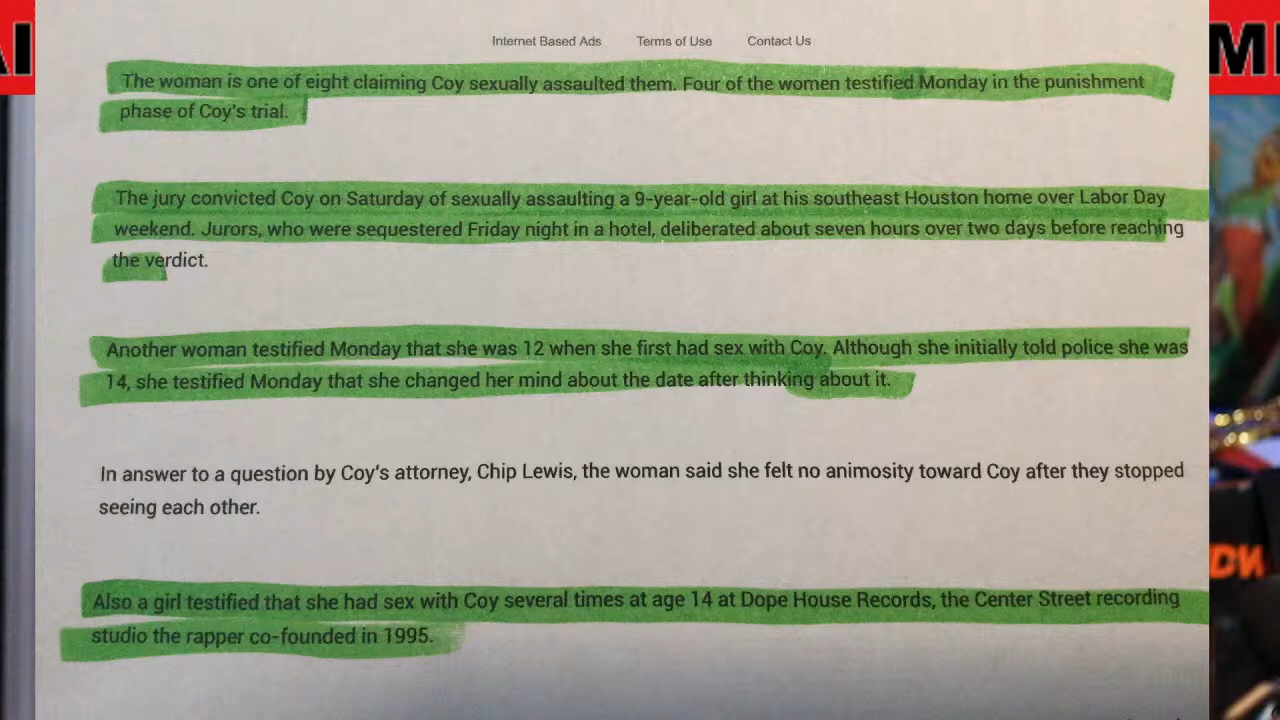 Internet Based Ads Terms of Use Contact Us
The woman is one of eight claiming Coy sexually assaulted them. Four of the women testified Monday in the punishment
phase of Coy's trial.
The jury convicted Coy on Saturday of sexually assaulting a 9-year-old girl at his southeast Houston home over Labor Day
weekend. Jurors, who were sequestered Friday night in a hotel, deliberated about seven hours over two days before reaching
the verdict.
Another woman testified Monday that she was 12 when she first had sex with Coy. Although she initially told police she was
14, she testified Monday that she changed her mind about the date after thinking about it.
In answer to a question by Coy's attorney, Chip Lewis, the woman said she felt no animosity toward Coy after they stopped
seeing each other.
Also a girl testified that she had sex with Coy several times at age 14 at Dope House Records, the Center Street recording
studio the rapper co-founded in 1995.